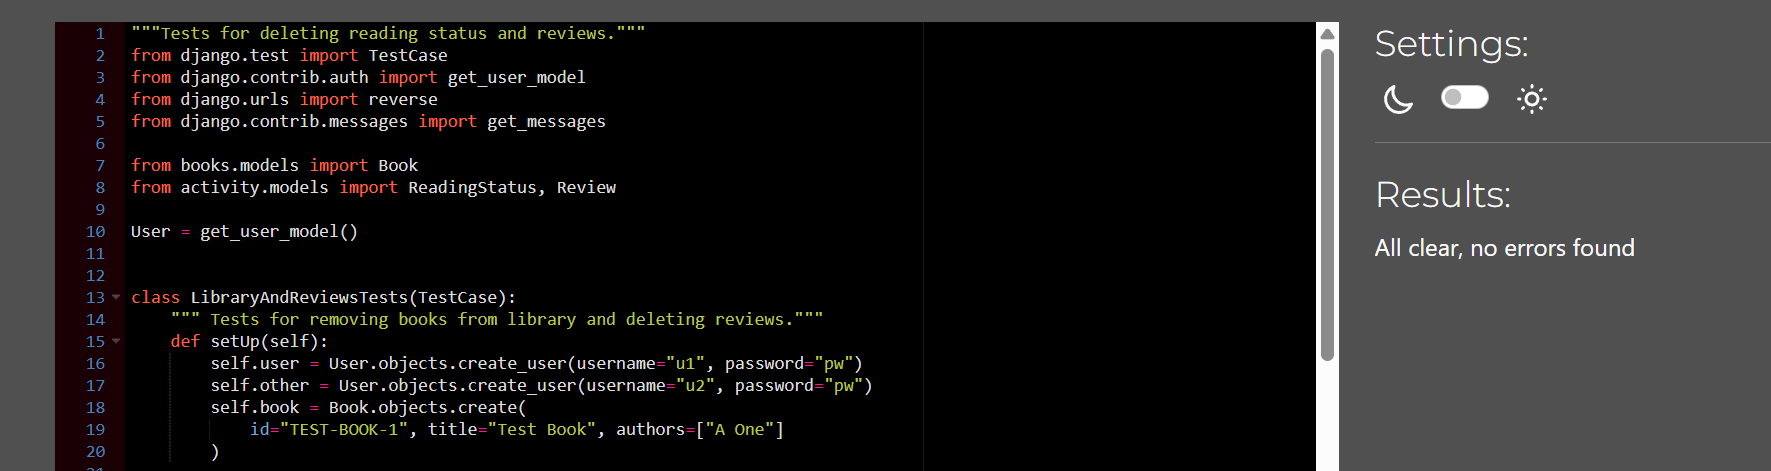 1 """Tests for deleting reading status and reviews."""
2 from django.test import TestCase
3 from django.contrib.auth import get_user_model
4 from django.urls import reverse
5 from django.contrib.messages import get_messages
6
7 from books.models import Book
8 from activity.models import ReadingStatus, Review
9
10 User = get_user_model()
11
12
13 class LibraryAndReviewsTests(TestCase):
14     """ Tests for removing books from library and deleting reviews."""
15     def setUp(self):
16         self.user = User.objects.create_user(username="u1", password="pw")
17         self.other = User.objects.create_user(username="u2", password="pw")
18         self.book = Book.objects.create(
19             id="TEST-BOOK-1", title="Test Book", authors=["A One"]
20         )
Settings:
Results:
All clear, no errors found